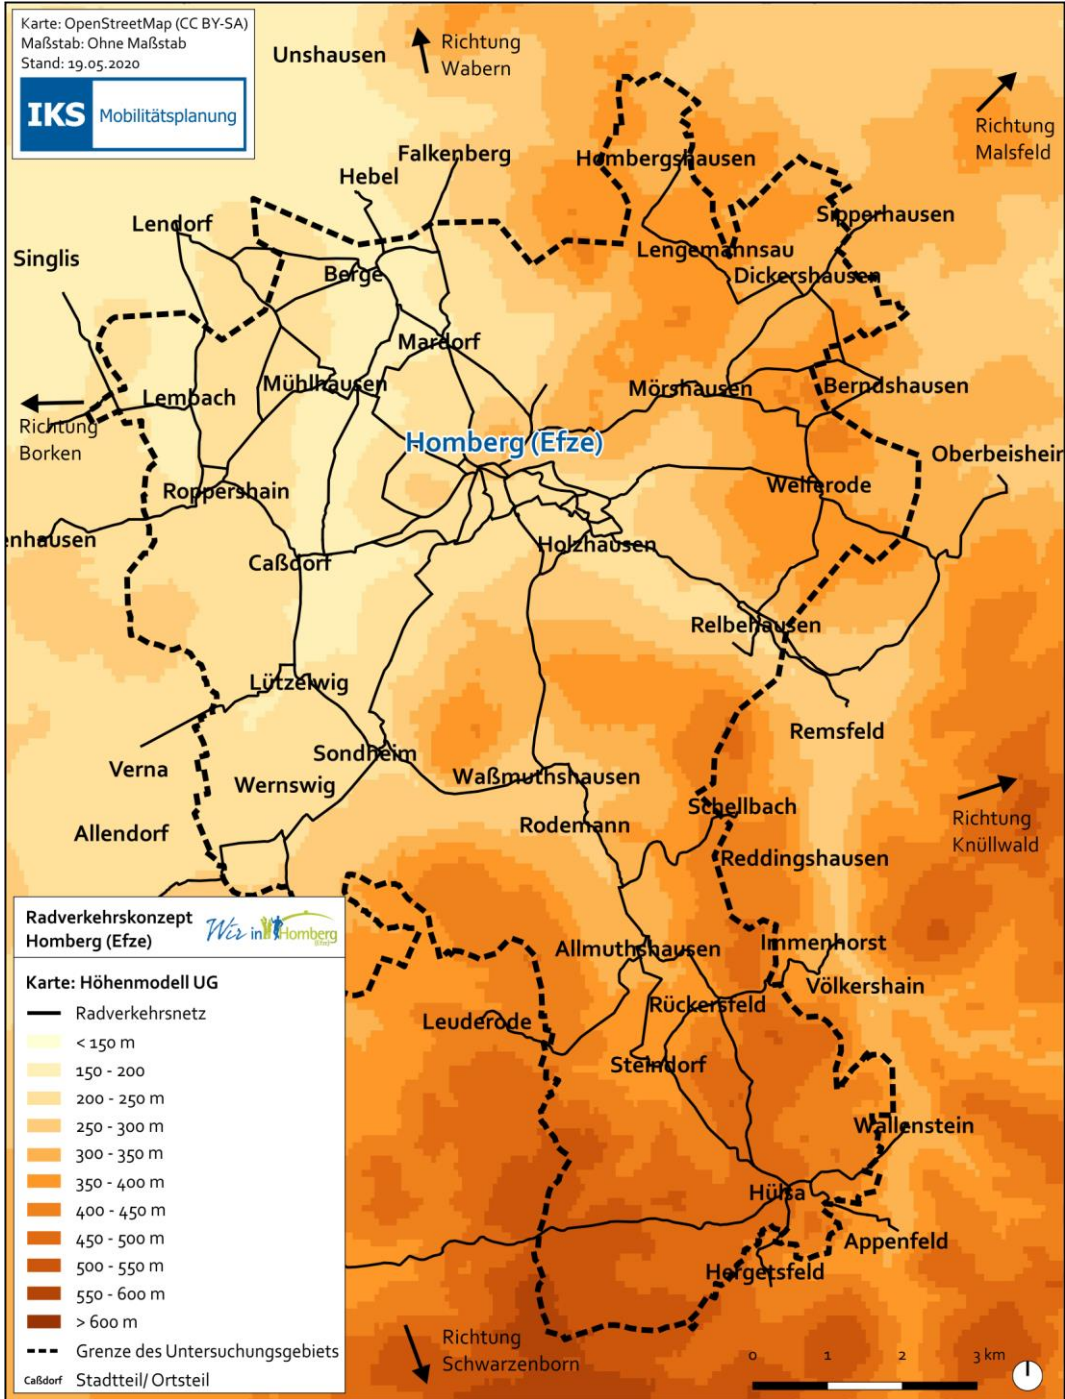 Karte: OpenStreetMap (CC BY-SA)
Maßstab: Ohne Maßstab
Stand: 19.05.2020
IKS Mobilitätsplanung
Unshausen
Richtung
Wabern
Richtung
Malsfeld
Falkenberg
Hombergshausen
Hebel
Lendorf
Sipperhausen
Singlis
Lengemannsau
Berge
Dickershausen
Mardorf
Mühlhausen
Mörshausen
Berndshausen
Lembach
Richtung
Borken
Homberg (Efze)
Oberbeisheim
Roppershain
Welferode
enhausen
Holzhausen
Caßdorf
Relbehausen
Lützelwig
Remsfeld
Sondheim
Verna
Wernswig
Waßmuthshausen
Schellbach
Richtung
Knüllwald
Allendorf
Rodemann
Reddingshausen
Allmuthshausen
Immenhorst
Völkershain
Rückersfeld
Leuderode
Steindorf
Wallenstein
Hülsa
Appenfeld
Hergetsfeld
Richtung
Schwarzenborn
Radverkehrskonzept
Homberg (Efze)
Wir in Homberg
(Efze)
Karte: Höhenmodell UG
Radverkehrsnetz
< 150 m
150 - 200
200 - 250 m
250 - 300 m
300 - 350 m
350 - 400 m
400 - 450 m
450 - 500 m
500 - 550 m
550 - 600 m
> 600 m
Grenze des Untersuchungsgebiets
Caßdorf Stadtteil/ Ortsteil
0 1 2 3 km